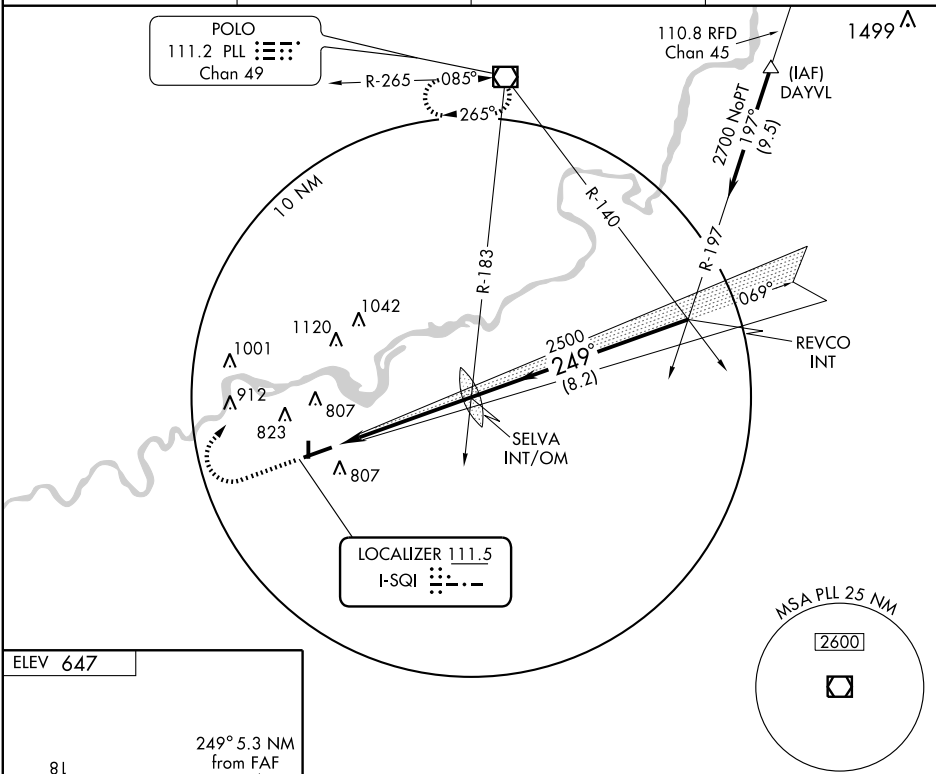 POLO
111.2 PLL
Chan 49
R-265
085°
265°
110.8 RFD
Chan 45
1499
(IAF)
DAYVL
2700 NoPT
197°
(9.5)
10 NM
R-140
R-183
R-197
069°
1042
1120
1001
2500
249°
(8.2)
REVCO
INT
912
807
823
SELVA
INT/OM
807
LOCALIZER 111.5
I-SQI
MSA PLL 25 NM
2600
ELEV 647
249° 5.3 NM
from FAF